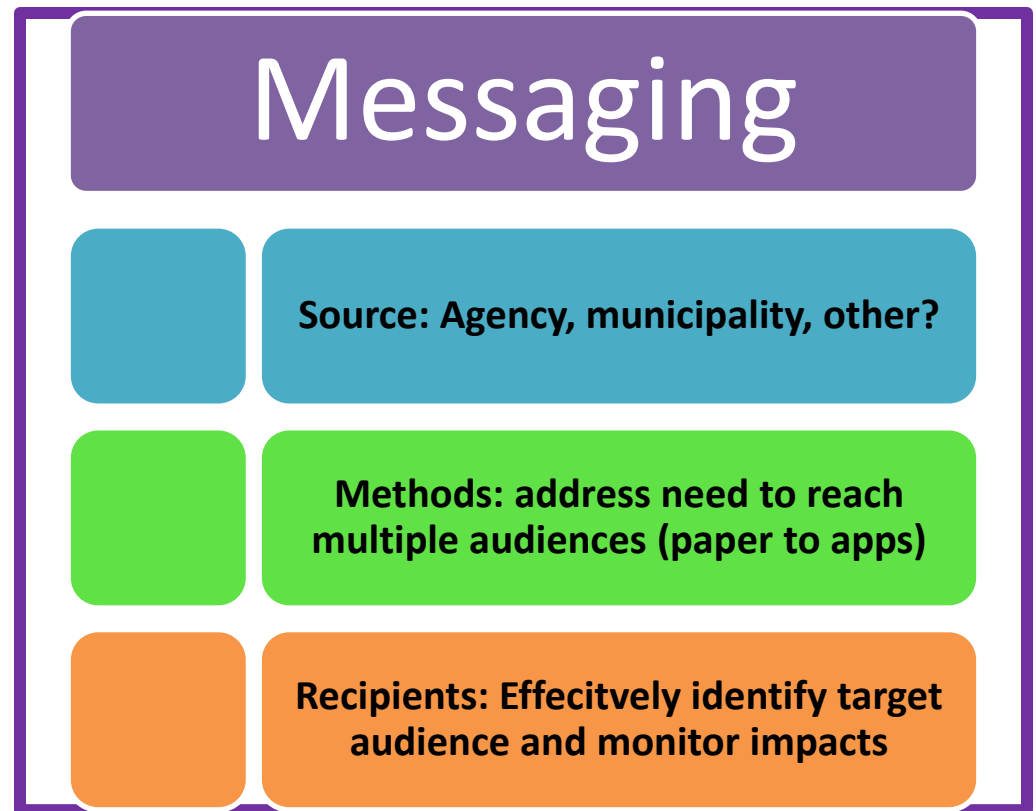 Messaging
Source: Agency, municipality, other?
Methods: address need to reach
multiple audiences (paper to apps)
Recipients: Effecitvely identify target
audience and monitor impacts